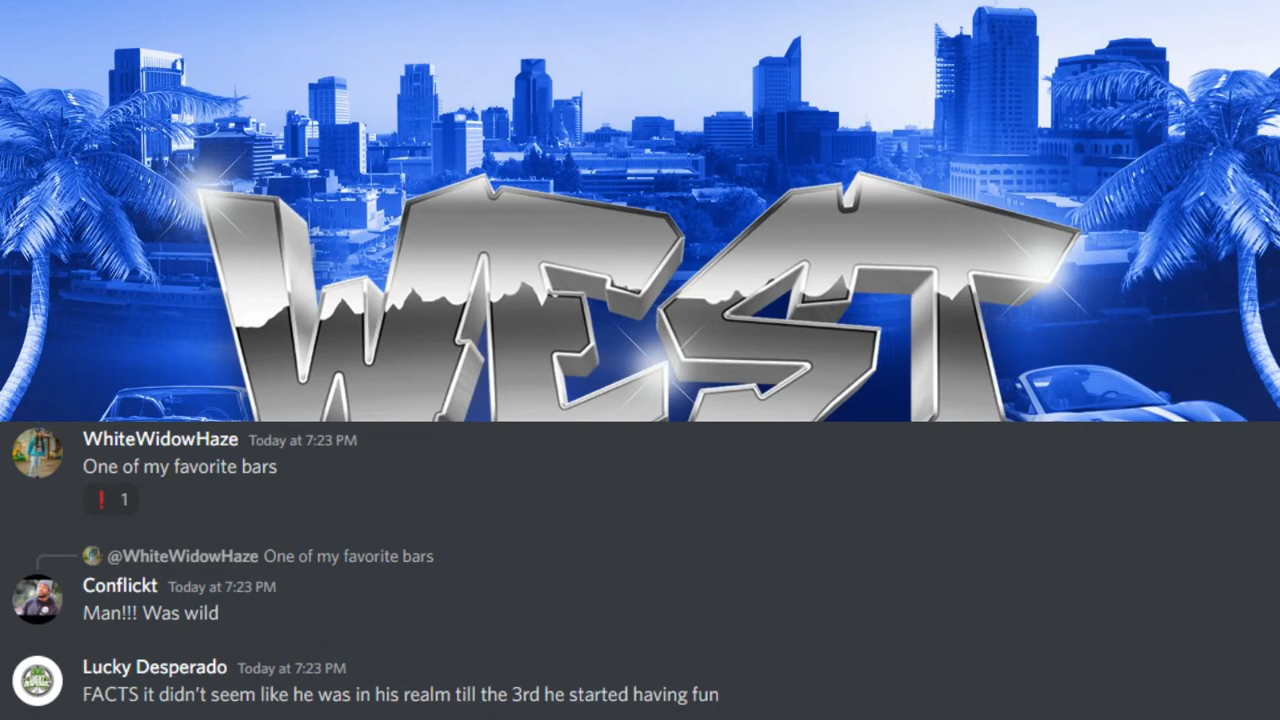 WEST
WhiteWidowHaze Today at 7:23 PM
One of my favorite bars
❗ 1
@WhiteWidowHaze One of my favorite bars
Conflickt Today at 7:23 PM
Man!!! Was wild
Lucky Desperado Today at 7:23 PM
FACTS it didn't seem like he was in his realm till the 3rd he started having fun